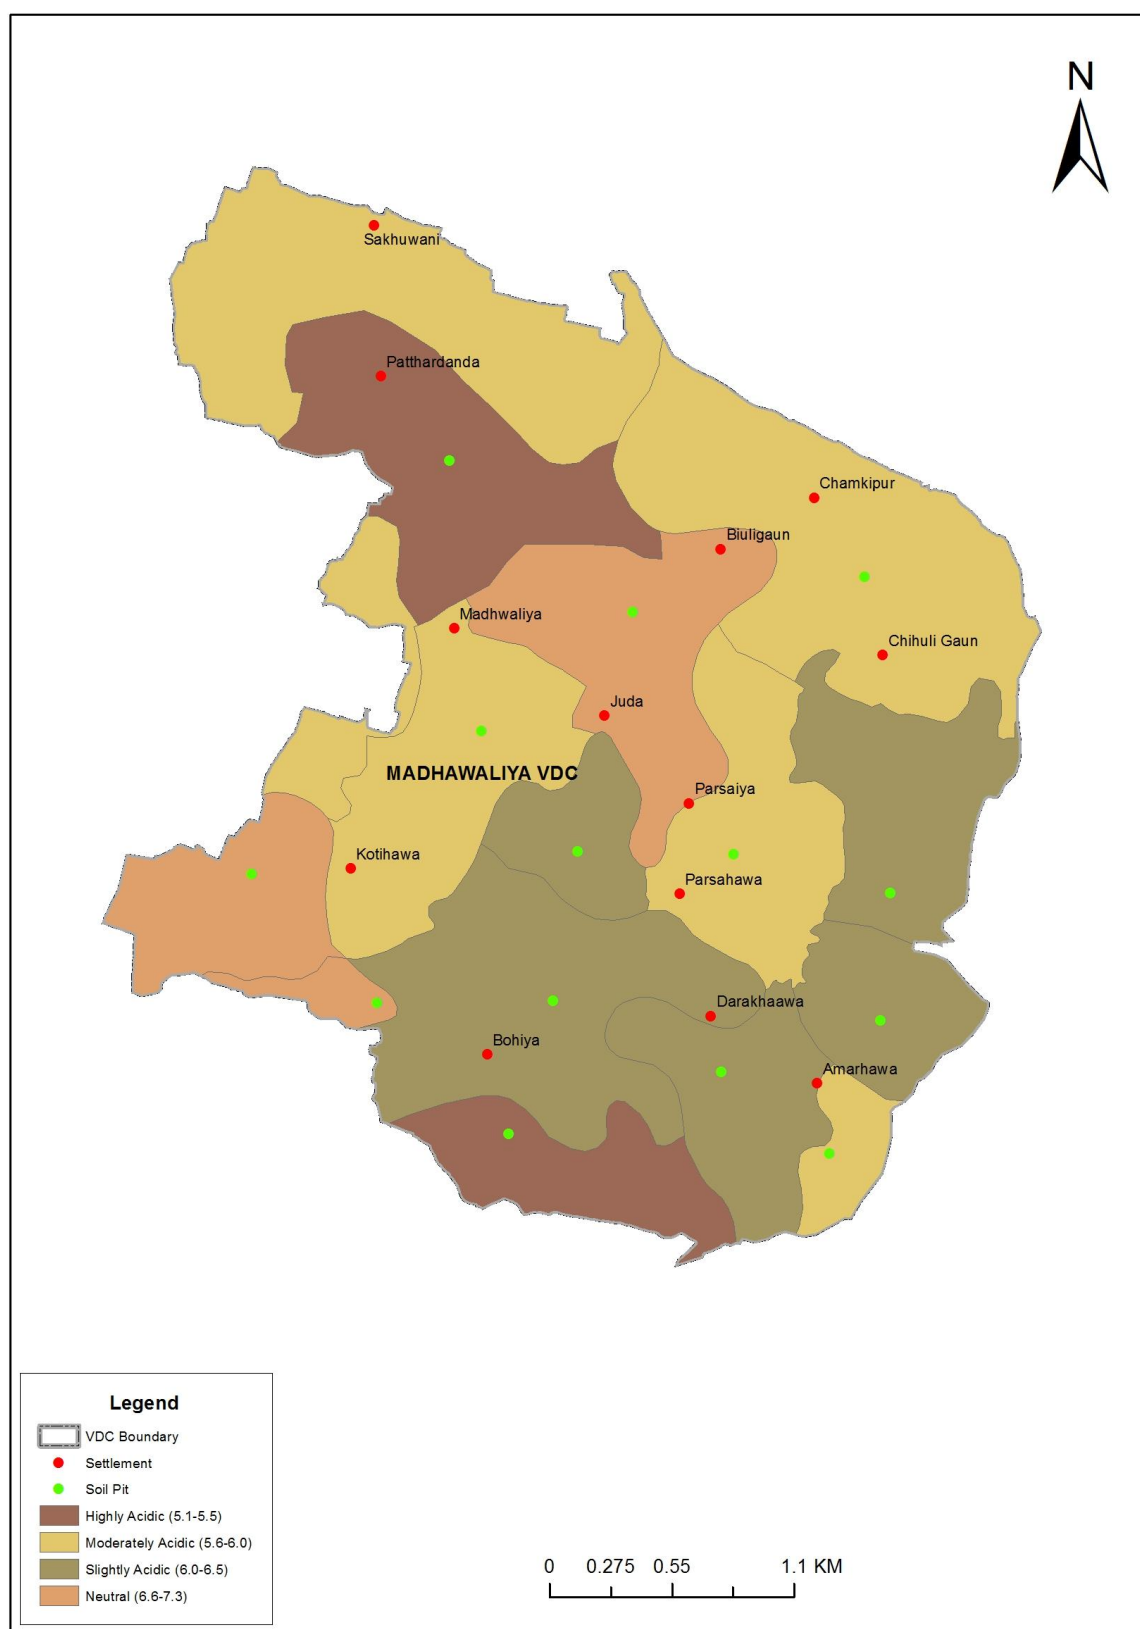 N
Sakhuwani
Patthardanda
Chamkipur
Biuligaun
Madhwaliya
Chihuli Gaun
Juda
MADHAWALIYA VDC
Parsaiya
Kotihawa
Parsahawa
Darakhaawa
Bohiya
Amarhawa
Legend
VDC Boundary
Settlement
Soil Pit
Highly Acidic (5.1-5.5)
Moderately Acidic (5.6-6.0)
Slightly Acidic (6.0-6.5)
Neutral (6.6-7.3)
0 0.275 0.55 1.1 KM